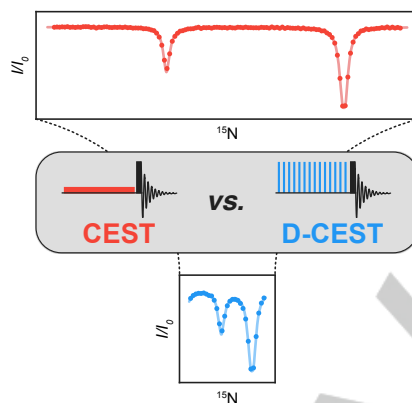 I/I₀
¹⁵N
vs.
CEST
D-CEST
I/I₀
¹⁵N